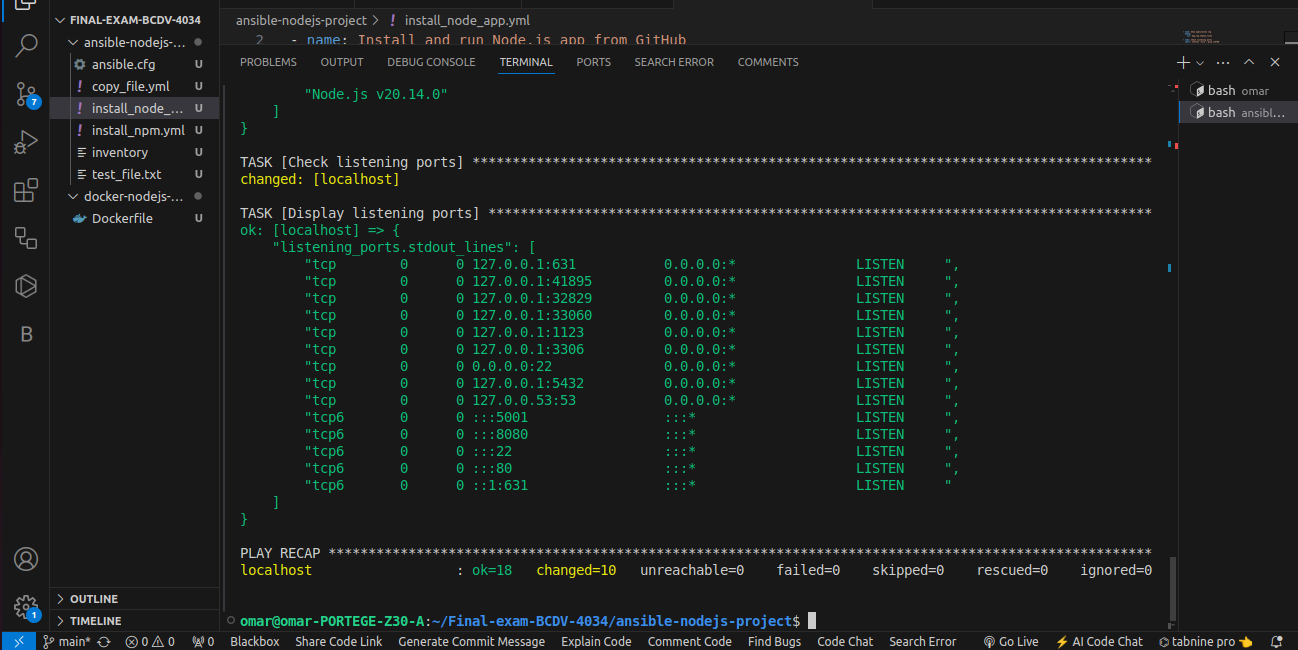 FINAL-EXAM-BCDV-4034
ansible-nodejs-...
ansible.cfg U
! copy_file.yml U
! install_node_... U
! install_npm.yml U
inventory U
test_file.txt U
docker-nodejs-...
Dockerfile U
OUTLINE
TIMELINE
7
B
1
ansible-nodejs-project > ! install_node_app.yml
2 - name: Install and run Node.js app from GitHub
PROBLEMS OUTPUT DEBUG CONSOLE TERMINAL PORTS SEARCH ERROR COMMENTS
"Node.js v20.14.0"
]
}
TASK [Check listening ports] *************************************************************************************
changed: [localhost]
TASK [Display listening ports] ***********************************************************************************
ok: [localhost] => {
"listening_ports.stdout_lines": [
"tcp 0 0 127.0.0.1:631 0.0.0.0:* LISTEN ",
"tcp 0 0 127.0.0.1:41895 0.0.0.0:* LISTEN ",
"tcp 0 0 127.0.0.1:32829 0.0.0.0:* LISTEN ",
"tcp 0 0 127.0.0.1:33060 0.0.0.0:* LISTEN ",
"tcp 0 0 127.0.0.1:1123 0.0.0.0:* LISTEN ",
"tcp 0 0 127.0.0.1:3306 0.0.0.0:* LISTEN ",
"tcp 0 0 0.0.0.0:22 0.0.0.0:* LISTEN ",
"tcp 0 0 127.0.0.1:5432 0.0.0.0:* LISTEN ",
"tcp 0 0 127.0.0.53:53 0.0.0.0:* LISTEN ",
"tcp6 0 0 :::5001 :::* LISTEN ",
"tcp6 0 0 :::8080 :::* LISTEN ",
"tcp6 0 0 :::22 :::* LISTEN ",
"tcp6 0 0 :::80 :::* LISTEN ",
"tcp6 0 0 ::1:631 :::* LISTEN "
]
}
PLAY RECAP *******************************************************************************************************
localhost : ok=18 changed=10 unreachable=0 failed=0 skipped=0 rescued=0 ignored=0
omar@omar-PORTEGE-Z30-A:~/Final-exam-BCDV-4034/ansible-nodejs-project$
bash omar
bash ansibl...
main* 0 0 0 Blackbox Share Code Link Generate Commit Message Explain Code Comment Code Find Bugs Code Chat Search Error Go Live ⚡ AI Code Chat tabnine pro 👈